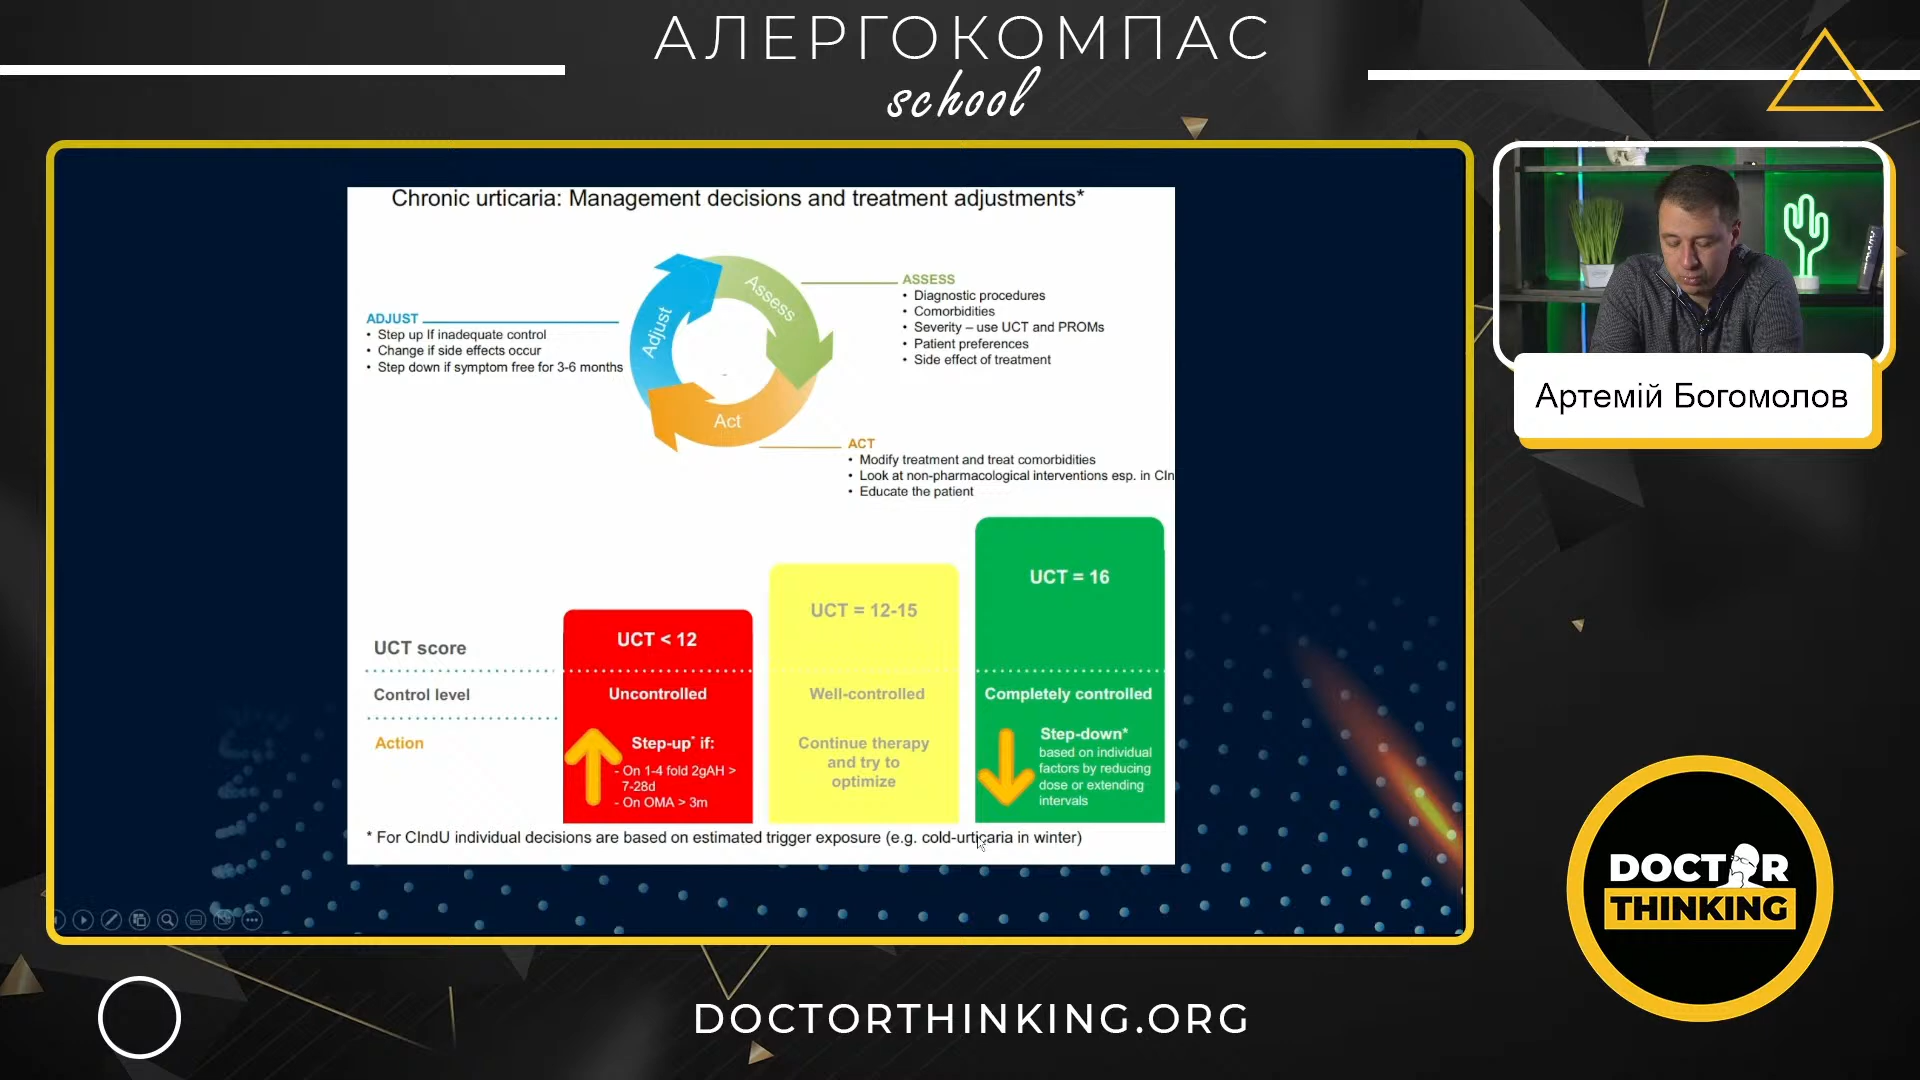 АЛЕРГОКОМПАС
school
Chronic urticaria: Management decisions and treatment adjustments*
Assess
Adjust
Act
ASSESS
• Diagnostic procedures
• Comorbidities
• Severity – use UCT and PROMs
• Patient preferences
• Side effect of treatment
ADJUST
• Step up If inadequate control
• Change if side effects occur
• Step down if symptom free for 3-6 months
ACT
• Modify treatment and treat comorbidities
• Look at non-pharmacological interventions esp. in CIn
• Educate the patient
UCT score
UCT < 12
UCT = 12-15
UCT = 16
Control level
Uncontrolled
Well-controlled
Completely controlled
Action
Step-up* if:
- On 1-4 fold 2gAH >
7-28d
- On OMA > 3m
Continue therapy
and try to
optimize
Step-down*
based on individual
factors by reducing
dose or extending
intervals
* For CIndU individual decisions are based on estimated trigger exposure (e.g. cold-urticaria in winter)
Артемій Богомолов
DOCTOR
THINKING
DOCTORTHINKING.ORG